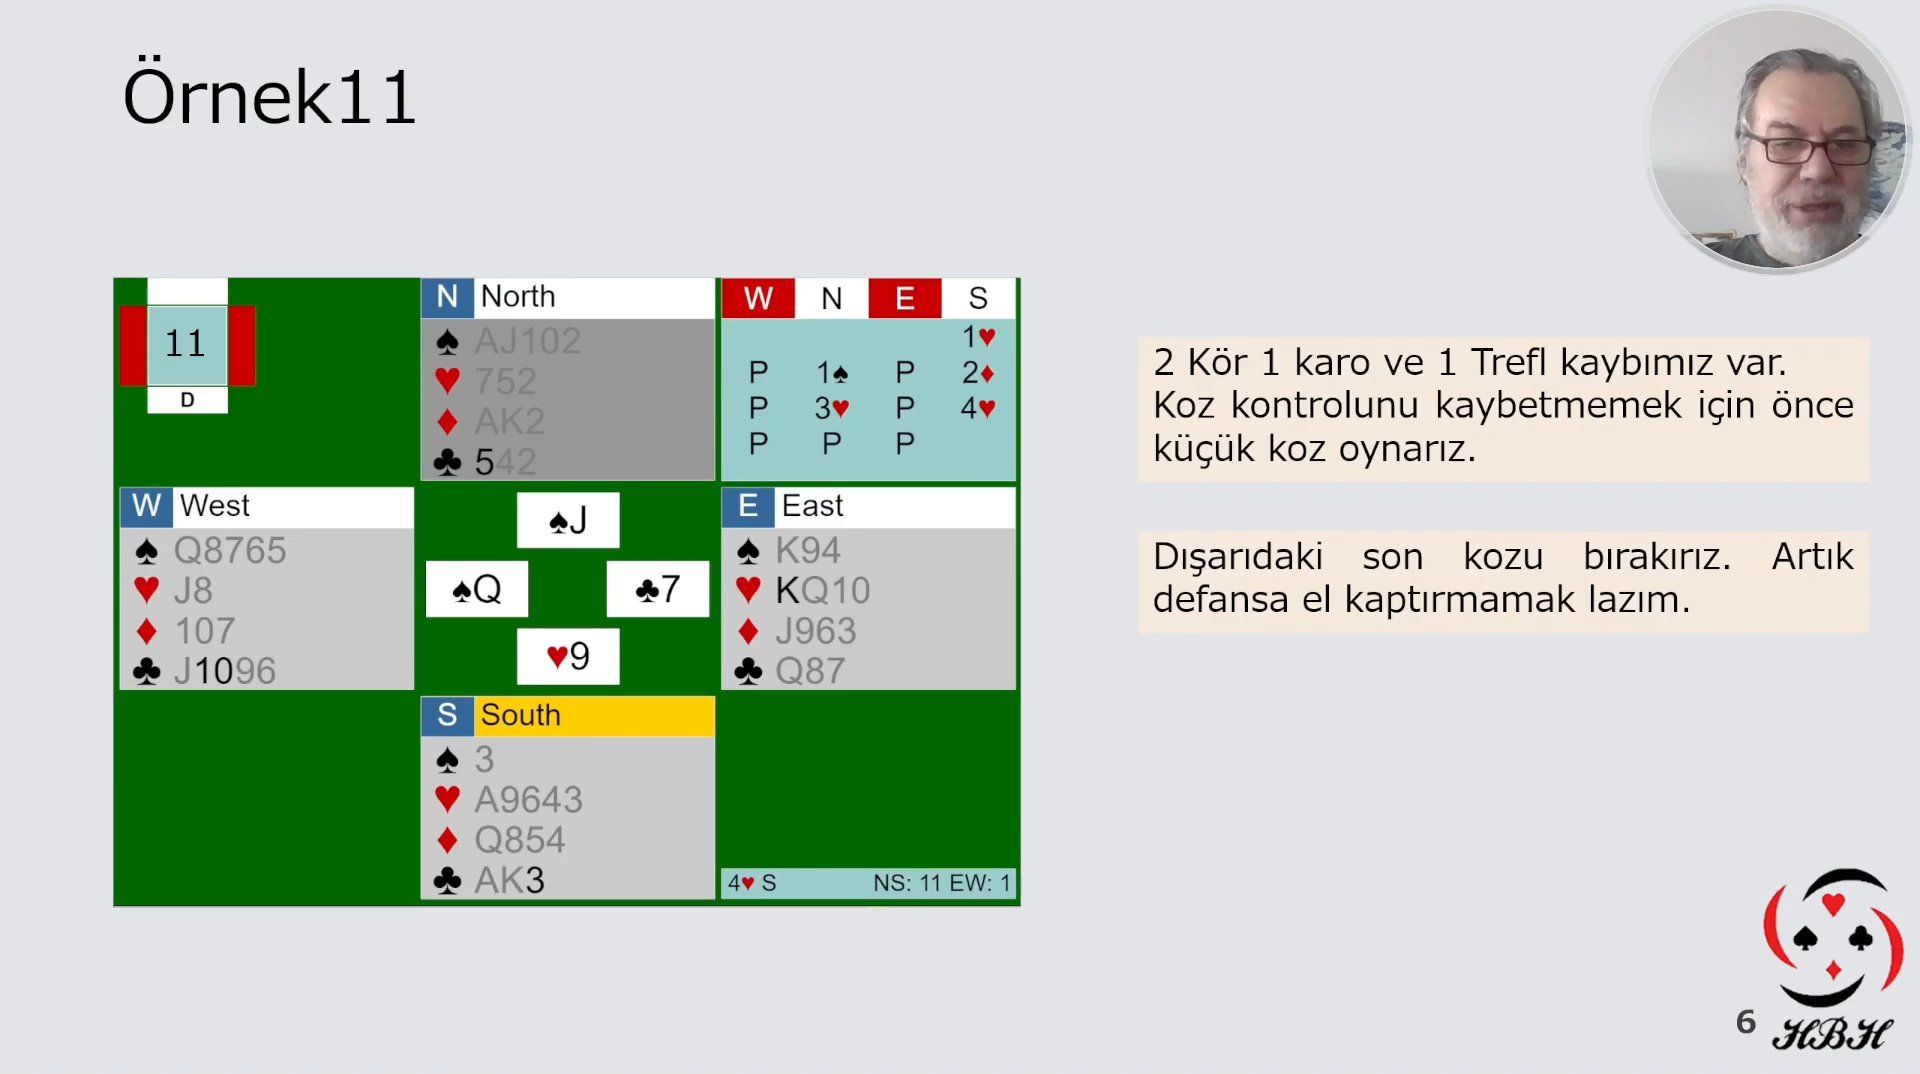 Örnek11
11
D
N North
♠ AJ102
♥ 752
♦ AK2
♣ 542
W N E S
1♥
P 1♠ P 2♦
P 3♥ P 4♥
P P P
W West
♠ Q8765
♥ J8
♦ 107
♣ J1096
♠J
♠Q
♣7
♥9
E East
♠ K94
♥ KQ10
♦ J963
♣ Q87
S South
♠ 3
♥ A9643
♦ Q854
♣ AK3
4♥ S NS: 11 EW: 1
2 Kör 1 karo ve 1 Trefl kaybımız var.
Koz kontrolunu kaybetmemek için önce
küçük koz oynarız.
Dışarıdaki son kozu bırakırız. Artık
defansa el kaptırmamak lazım.
6
HBH